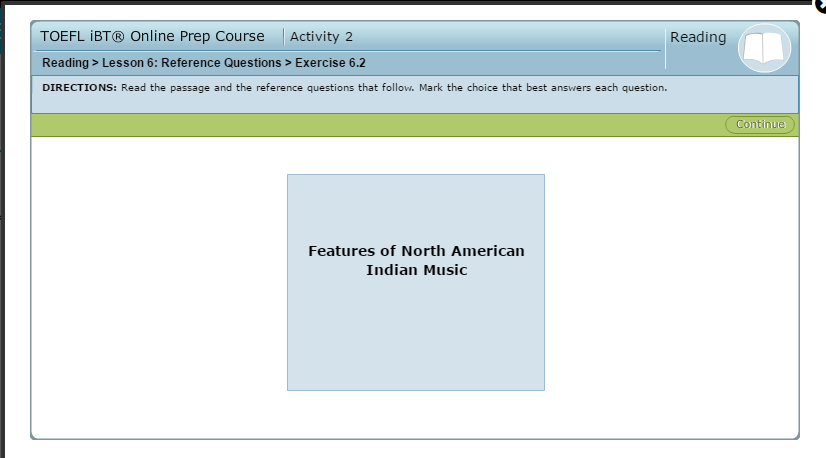 TOEFL iBT® Online Prep Course Activity 2 Reading
Reading > Lesson 6: Reference Questions > Exercise 6.2
DIRECTIONS: Read the passage and the reference questions that follow. Mark the choice that best answers each question.
Continue
Features of North American
Indian Music